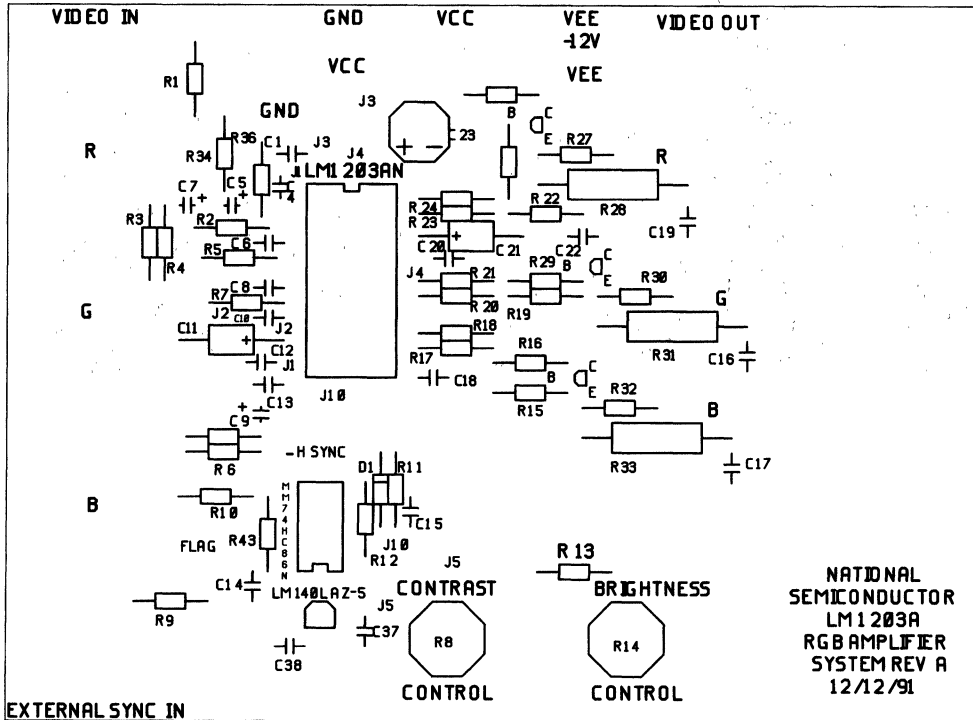 VIDEO IN
GND
VCC
VEE
-12V
VIDEO OUT
VCC
VEE
R1
J3
GND
B
C
E
C 23
R36
C1
J3
J4
R34
R27
R
R
J1
LM1203AN
C7
C5
C
4
R 24
R 22
R28
R3
R2
R 23
C19
C6
C 20
C 21
C22
R4
R5
R29
B
C
E
C8
J4
R 21
R30
R7
R 20
R19
G
G
J2
C10
J2
C11
R18
C12
R17
R16
R31
C16
J1
C18
B
C
E
J10
R32
C13
R15
C9
B
-H SYNC
R33
C17
R6
D1
R11
MM74HC86N
B
R10
C15
R43
J10
FLAG
R12
J5
R 13
C14
LM140LAZ-5
CONTRAST
BRIGHTNESS
NATIONAL
SEMICONDUCTOR
LM1203A
RGB AMPLIFIER
SYSTEM REV A
12/12/91
R9
J5
C37
R8
R14
C38
CONTROL
CONTROL
EXTERNAL SYNC IN